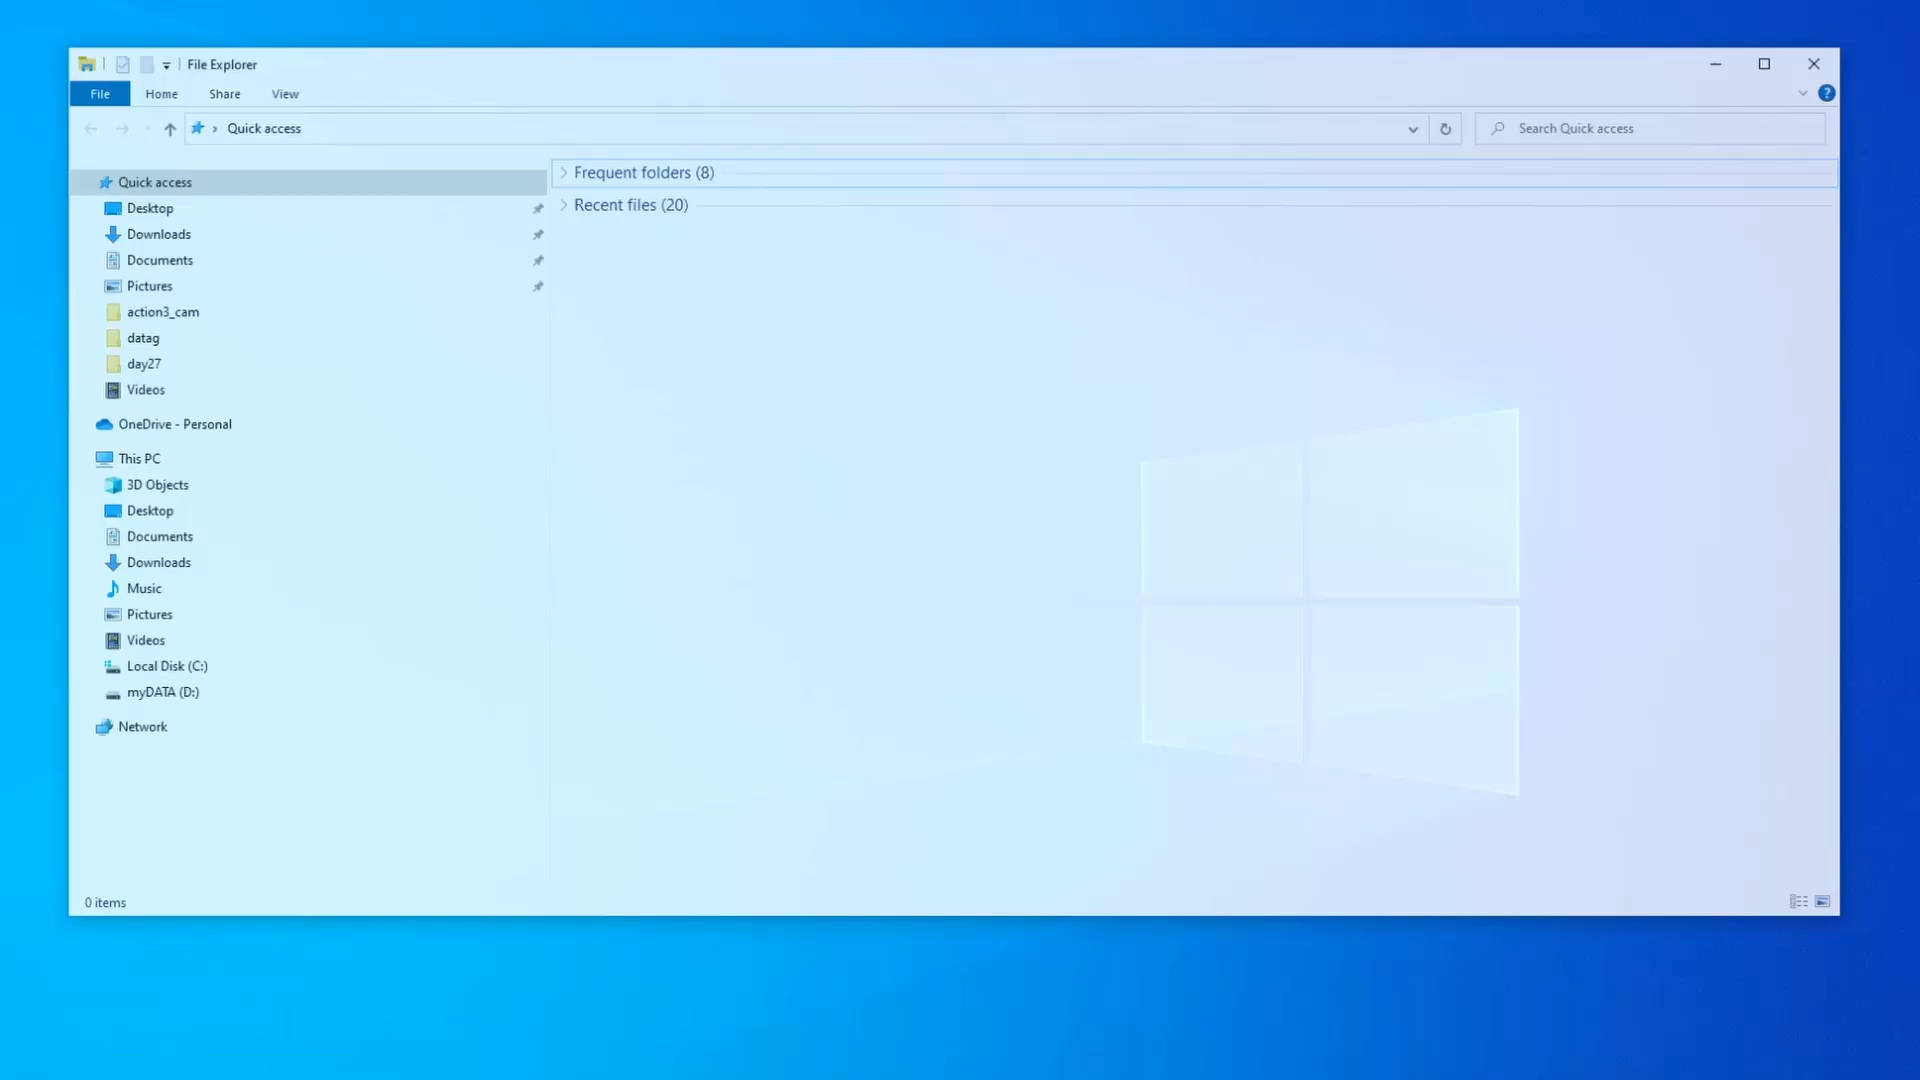 File Explorer
File Home Share View
?
Quick access
Search Quick access
Quick access
Desktop
Downloads
Documents
Pictures
action3_cam
datag
day27
Videos
OneDrive - Personal
This PC
3D Objects
Desktop
Documents
Downloads
Music
Pictures
Videos
Local Disk (C:)
myDATA (D:)
Network
Frequent folders (8)
Recent files (20)
0 items